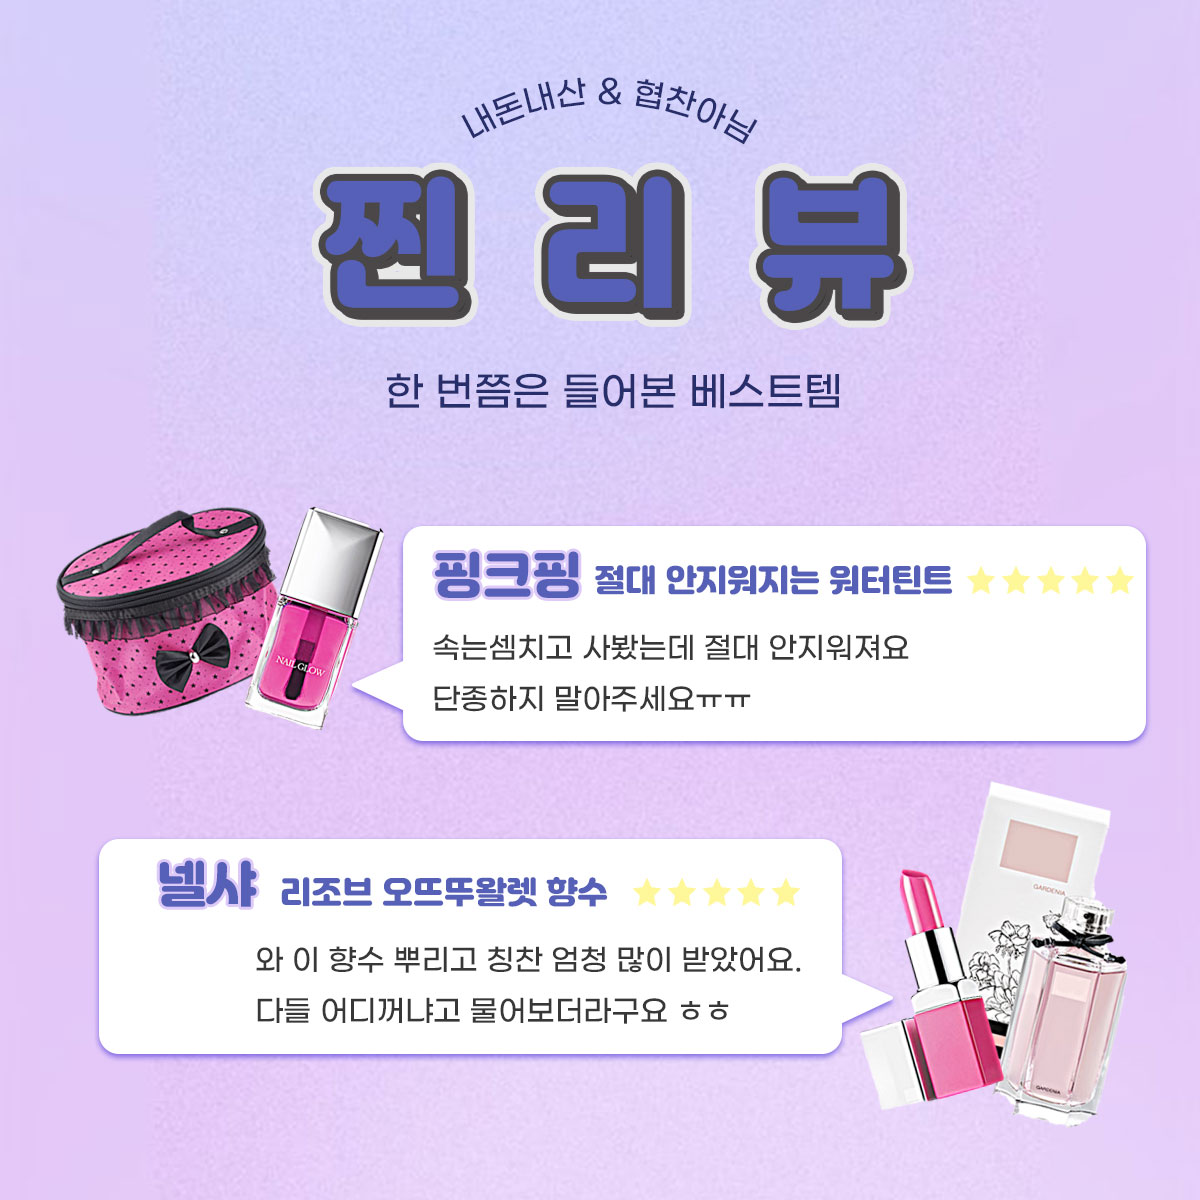 내돈내산 & 협찬아님
찐리뷰
한 번쯤은 들어본 베스트템
핑크핑 절대 안지워지는 워터틴트
속는셈치고 사봤는데 절대 안지워져요
단종하지 말아주세요ㅠㅠ
NAIL GLOW
넬샤 리조브 오뜨뚜왈렛 향수
와 이 향수 뿌리고 칭찬 엄청 많이 받았어요.
다들 어디꺼냐고 물어보더라구요 ㅎㅎ
GARDENIA
GARDENIA